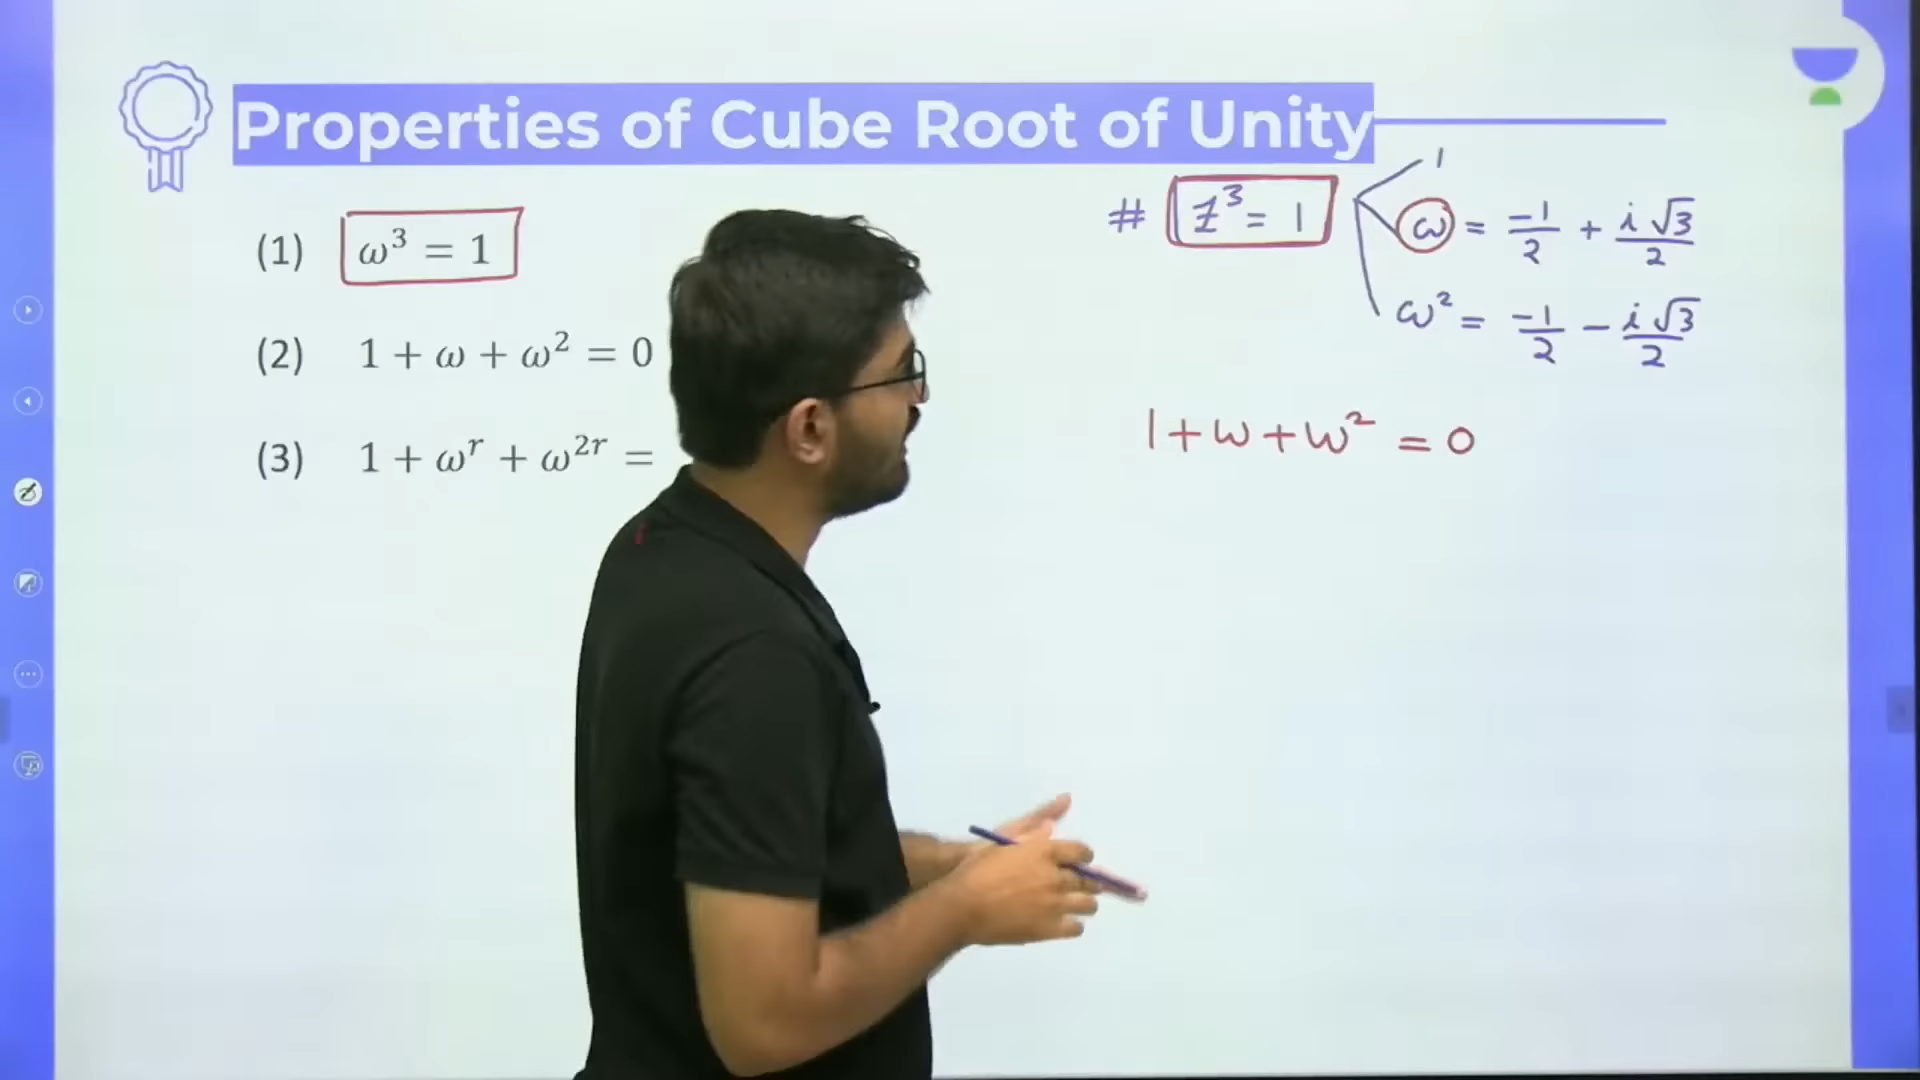 Properties of Cube Root of Unity
(1) ω³ = 1
(2) 1 + ω + ω² = 0
(3) 1 + ωʳ + ω²ʳ =
# Z³ = 1
1
ω = -1/2 + i√3/2
ω² = -1/2 - i√3/2
1 + ω + ω² = 0